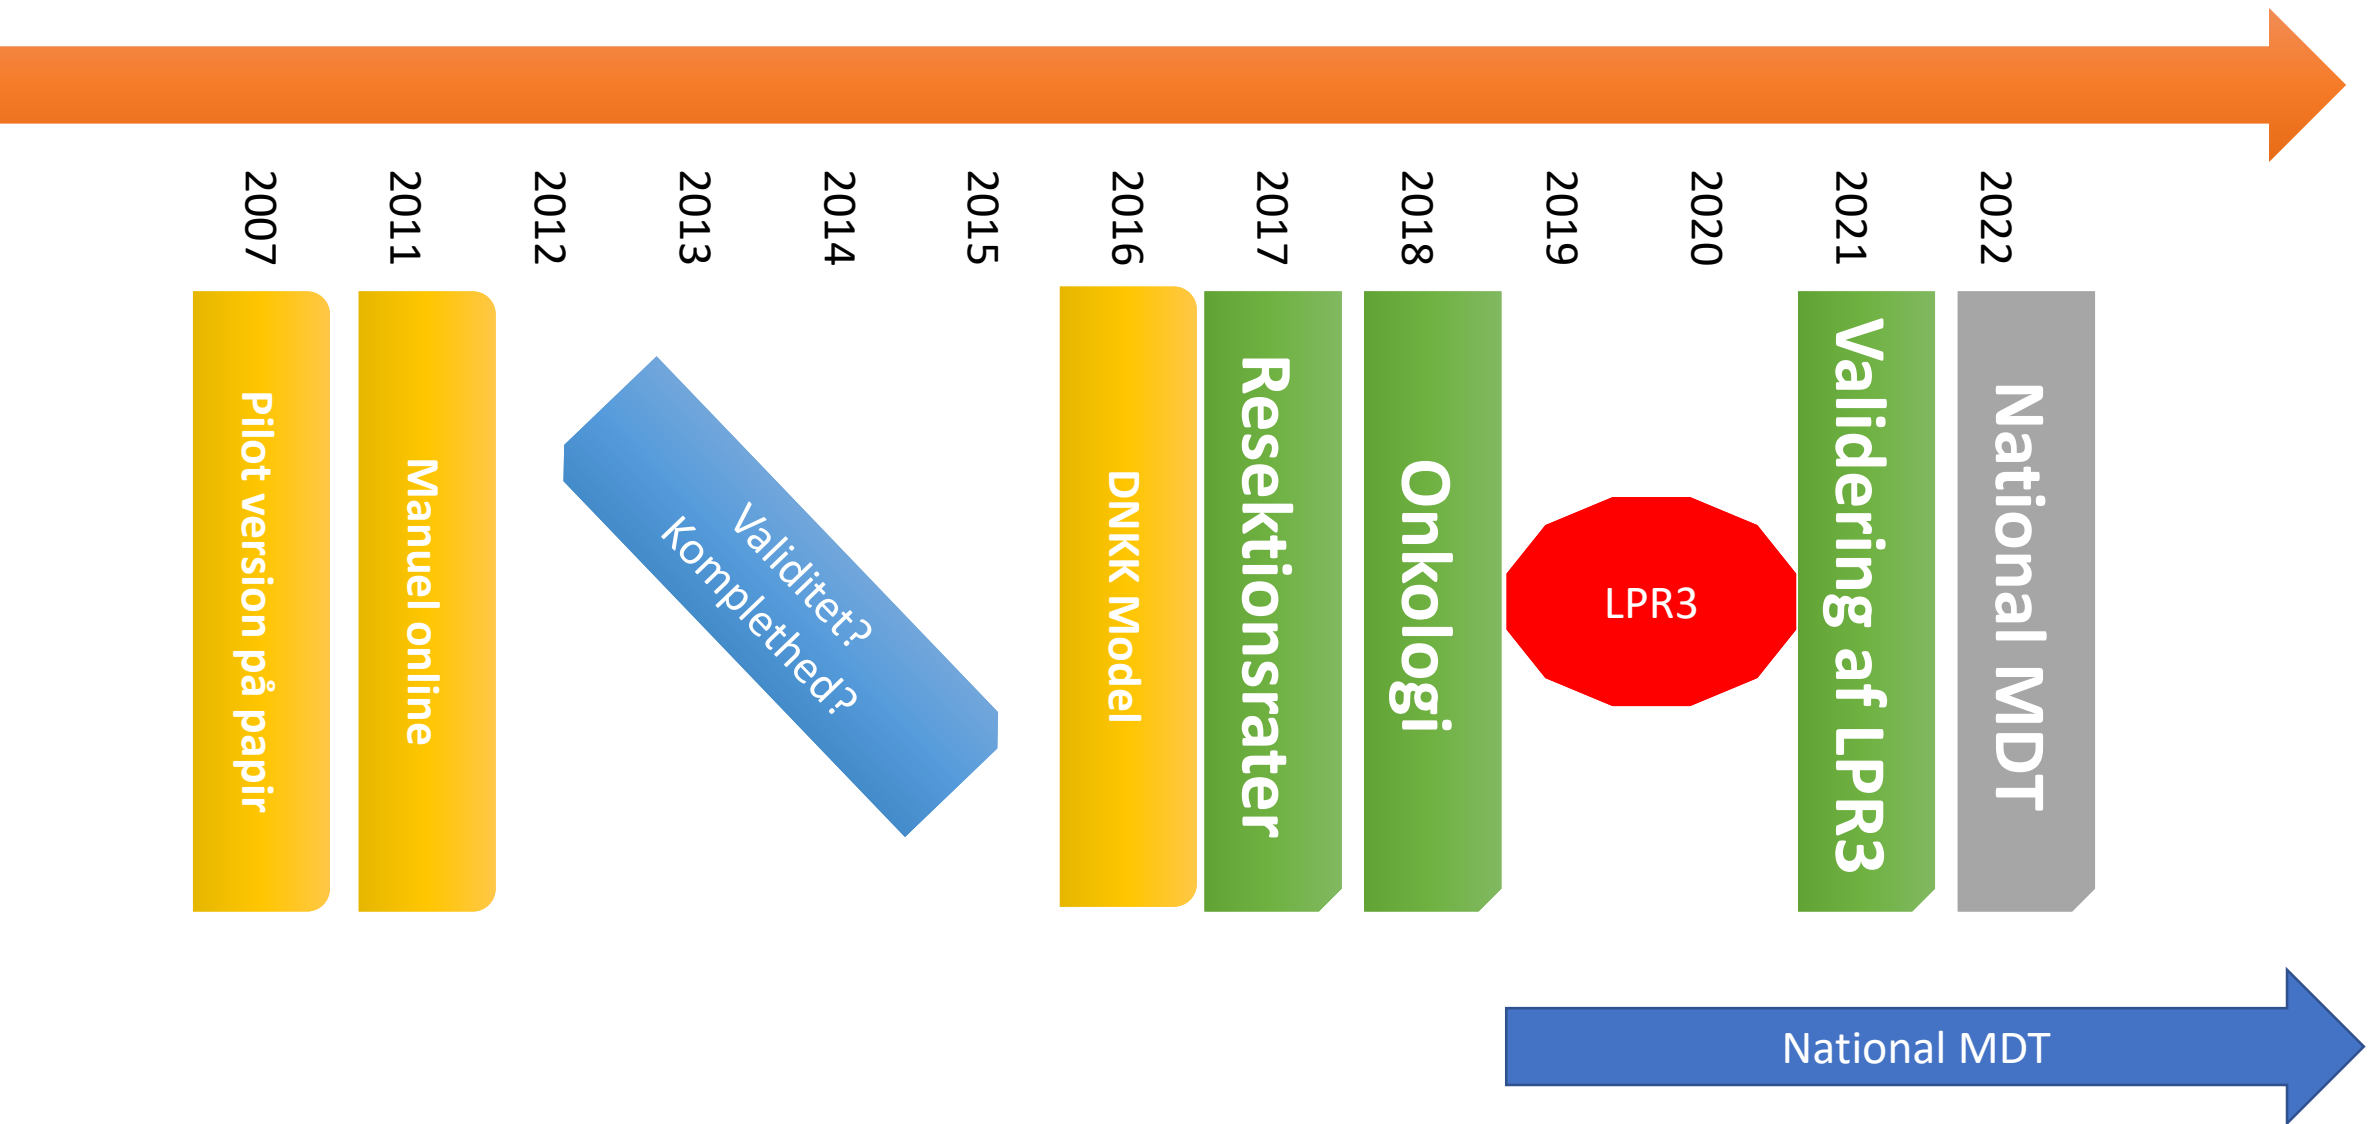 2007
2011
2012
2013
2014
2015
2016
2017
2018
2019
2020
2021
2022
Pilot version på pappir
Manuel online
Validitet?
Komplethed?
DNKK Model
Resektionsrater
Onkologi
LPR3
Validering af LPR3
National MDT
National MDT